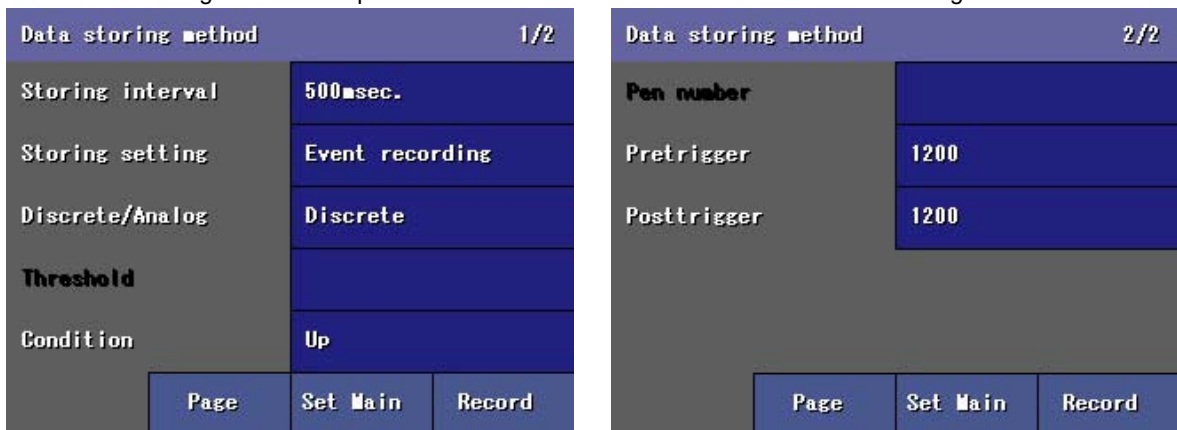 Data storing method 1/2
Storing interval 500msec.
Storing setting Event recording
Discrete/Analog Discrete
Threshold
Condition Up
Page Set Main Record
Data storing method 2/2
Pen number
Pretrigger 1200
Posttrigger 1200
Page Set Main Record